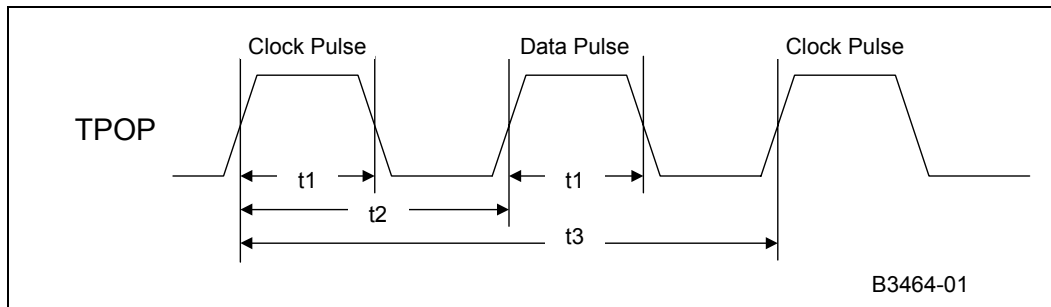 Clock Pulse Data Pulse Clock Pulse
TPOP
t1 t1
t2
t3
B3464-01